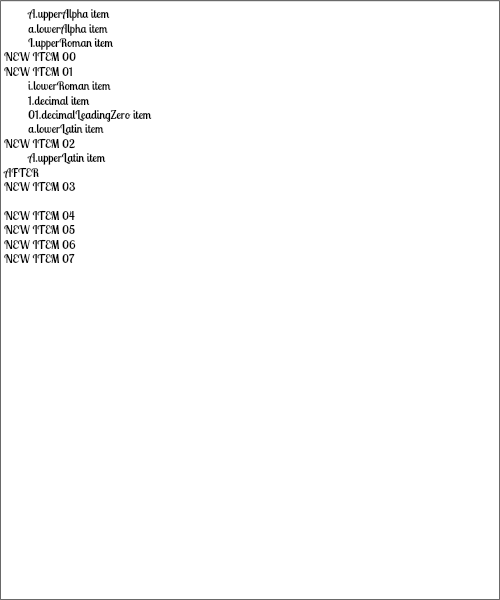 A.upperAlpha item
a.lowerAlpha item
I.upperRoman item
NEW ITEM 00
NEW ITEM 01
i.lowerRoman item
1.decimal item
01.decimalLeadingZero item
a.lowerLatin item
NEW ITEM 02
A.upperLatin item
AFTER
NEW ITEM 03
NEW ITEM 04
NEW ITEM 05
NEW ITEM 06
NEW ITEM 07